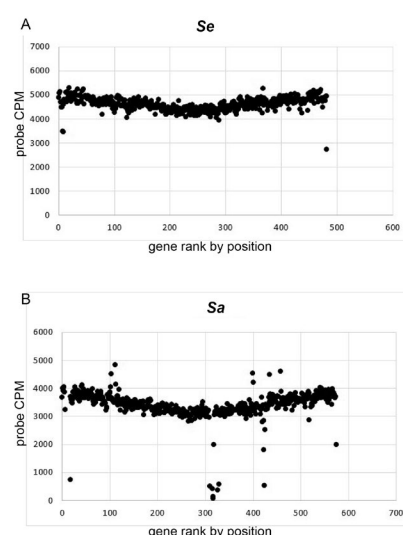 A
Se
7000
6000
5000
4000
3000
2000
1000
0
probe CPM
0 100 200 300 400 500 600
gene rank by position
B
Sa
6000
5000
4000
3000
2000
1000
0
probe CPM
0 100 200 300 400 500 600 700
gene rank by position